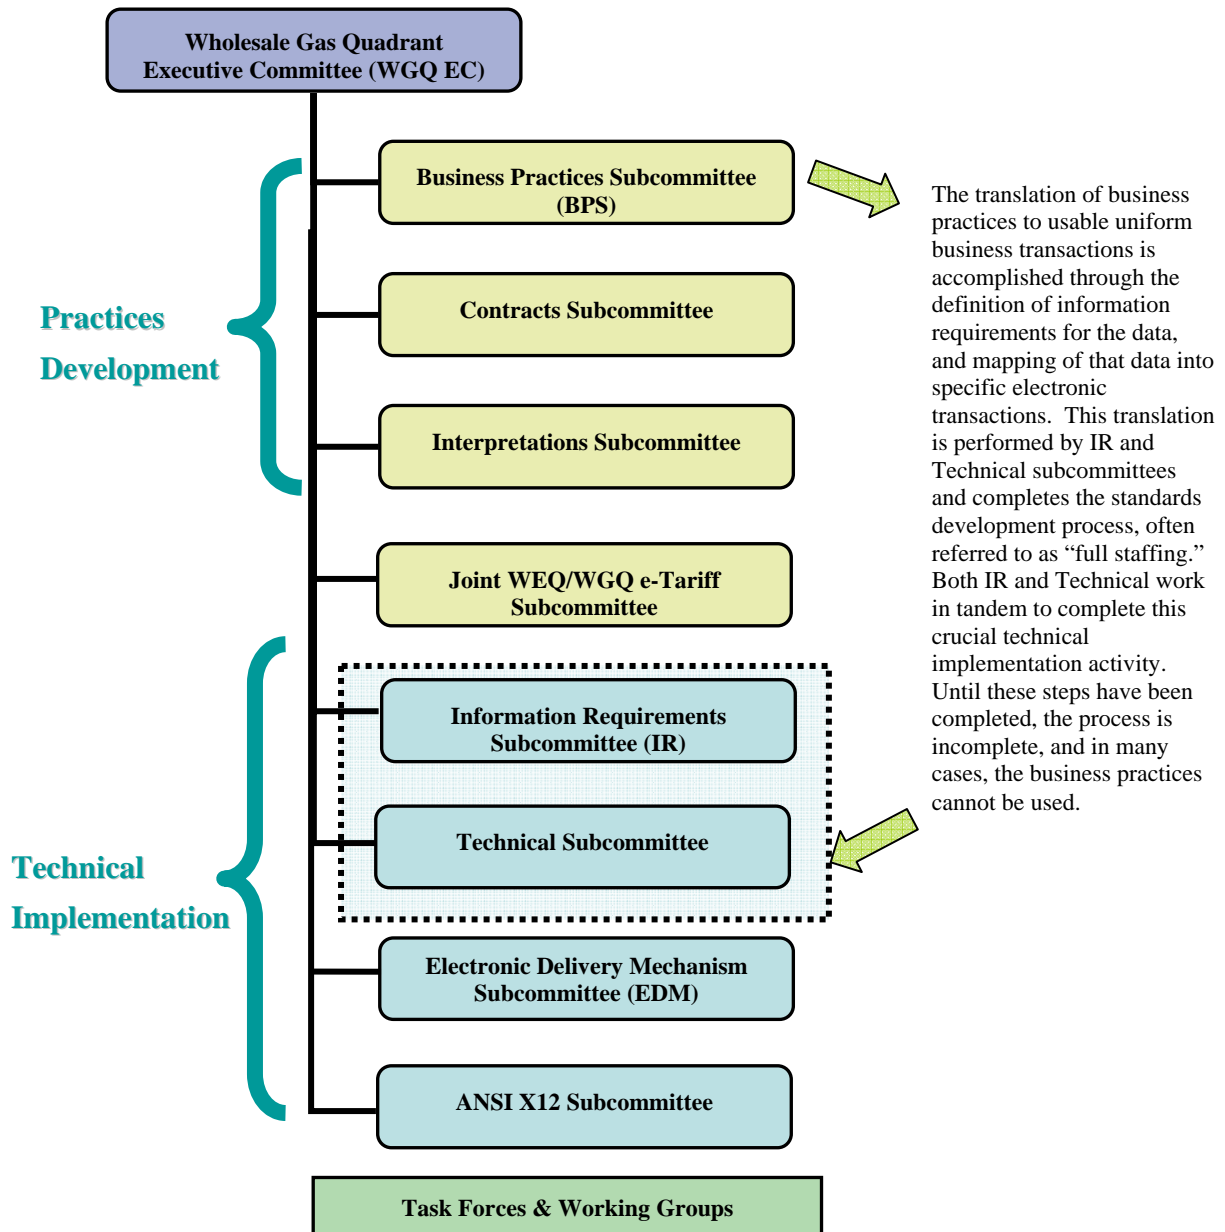 Wholesale Gas Quadrant
Executive Committee (WGQ EC)
Business Practices Subcommittee
(BPS)
Contracts Subcommittee
Interpretations Subcommittee
Joint WEQ/WGQ e-Tariff
Subcommittee
Practices
Development
Information Requirements
Subcommittee (IR)
Technical Subcommittee
Electronic Delivery Mechanism
Subcommittee (EDM)
ANSI X12 Subcommittee
Technical
Implementation
Task Forces & Working Groups
The translation of business
practices to usable uniform
business transactions is
accomplished through the
definition of information
requirements for the data,
and mapping of that data into
specific electronic
transactions.  This translation
is performed by IR and
Technical subcommittees
and completes the standards
development process, often
referred to as “full staffing.”
Both IR and Technical work
in tandem to complete this
crucial technical
implementation activity.
Until these steps have been
completed, the process is
incomplete, and in many
cases, the business practices
cannot be used.